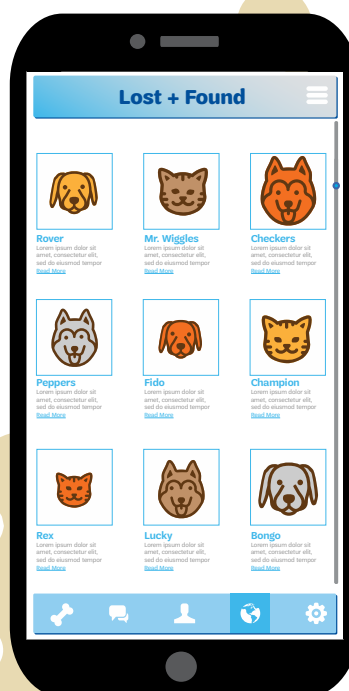 Lost + Found
Rover
Lorem ipsum dolor sit
amet, consectetur elit,
sed do eiusmod tempor
Read More
Mr. Wiggles
Lorem ipsum dolor sit
amet, consectetur elit,
sed do eiusmod tempor
Read More
Checkers
Lorem ipsum dolor sit
amet, consectetur elit,
sed do eiusmod tempor
Read More
Peppers
Lorem ipsum dolor sit
amet, consectetur elit,
sed do eiusmod tempor
Read More
Fido
Lorem ipsum dolor sit
amet, consectetur elit,
sed do eiusmod tempor
Read More
Champion
Lorem ipsum dolor sit
amet, consectetur elit,
sed do eiusmod tempor
Read More
Rex
Lorem ipsum dolor sit
amet, consectetur elit,
sed do eiusmod tempor
Read More
Lucky
Lorem ipsum dolor sit
amet, consectetur elit,
sed do eiusmod tempor
Read More
Bongo
Lorem ipsum dolor sit
amet, consectetur elit,
sed do eiusmod tempor
Read More